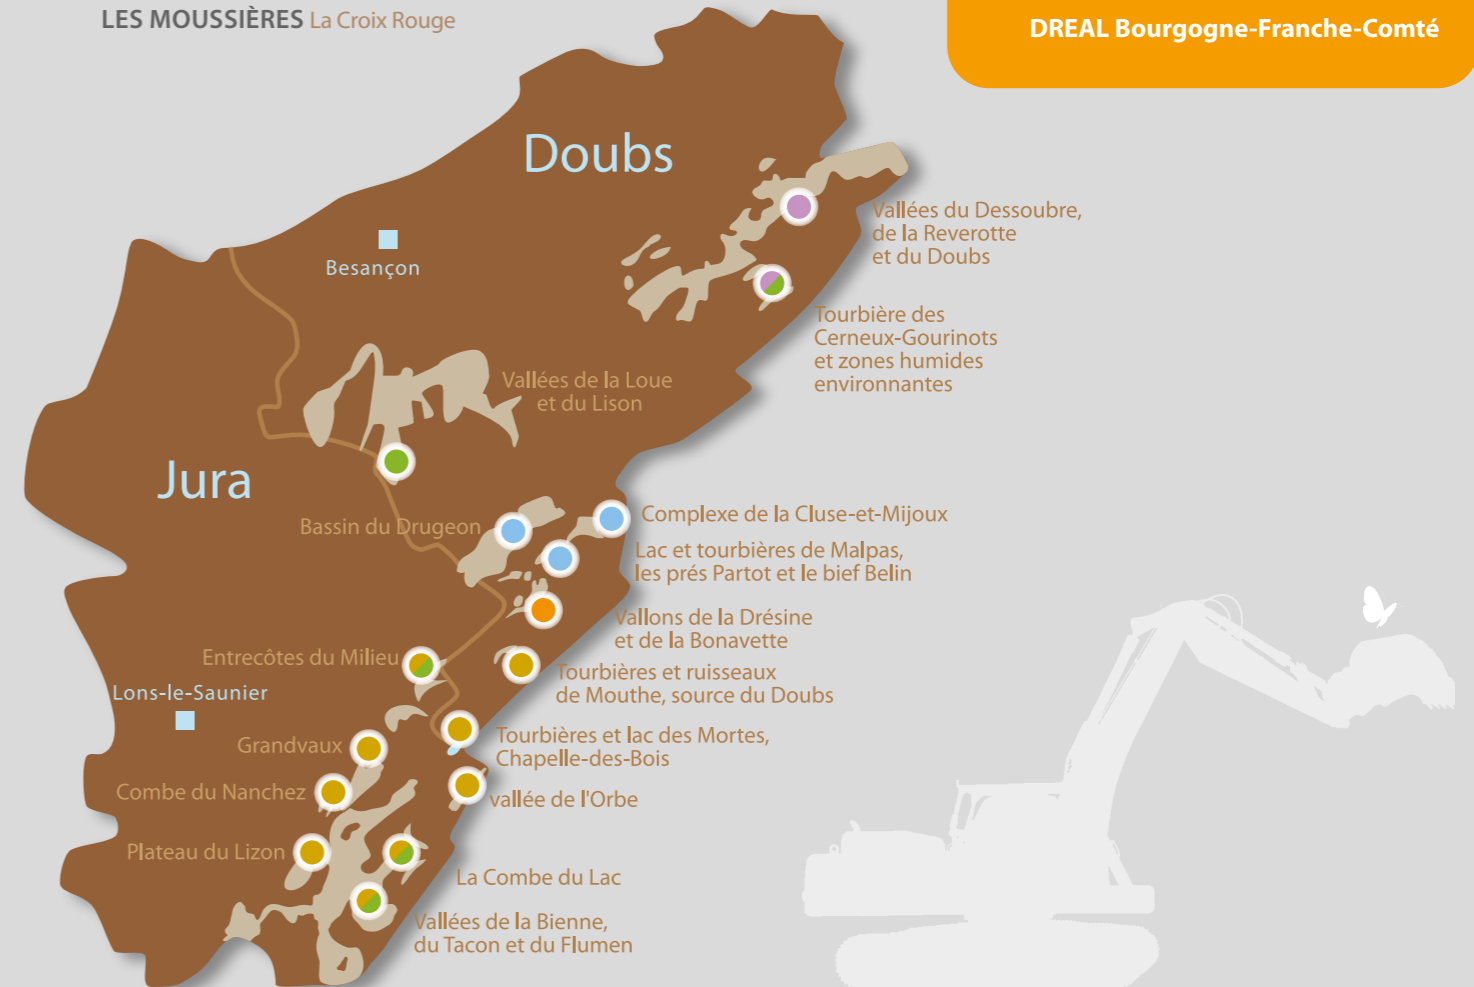 LES MOUSSIÈRES La Croix Rouge
DREAL Bourgogne-Franche-Comté
Doubs
Besançon
Vallées du Dessoubre,
de la Reverotte
et du Doubs
Tourbière des
Cerneux-Gourinots
et zones humides
environnantes
Vallées de la Loue
et du Lison
Jura
Bassin du Drugeon
Complexe de la Cluse-et-Mijoux
Lac et tourbières de Malpas,
les prés Partot et le bief Belin
Vallons de la Drésine
et de la Bonavette
Entrecôtes du Milieu
Tourbières et ruisseaux
de Mouthe, source du Doubs
Lons-le-Saunier
Grandvaux
Tourbières et lac des Mortes,
Chapelle-des-Bois
Combe du Nanchez
vallée de l'Orbe
Plateau du Lizon
La Combe du Lac
Vallées de la Bienne,
du Tacon et du Flumen